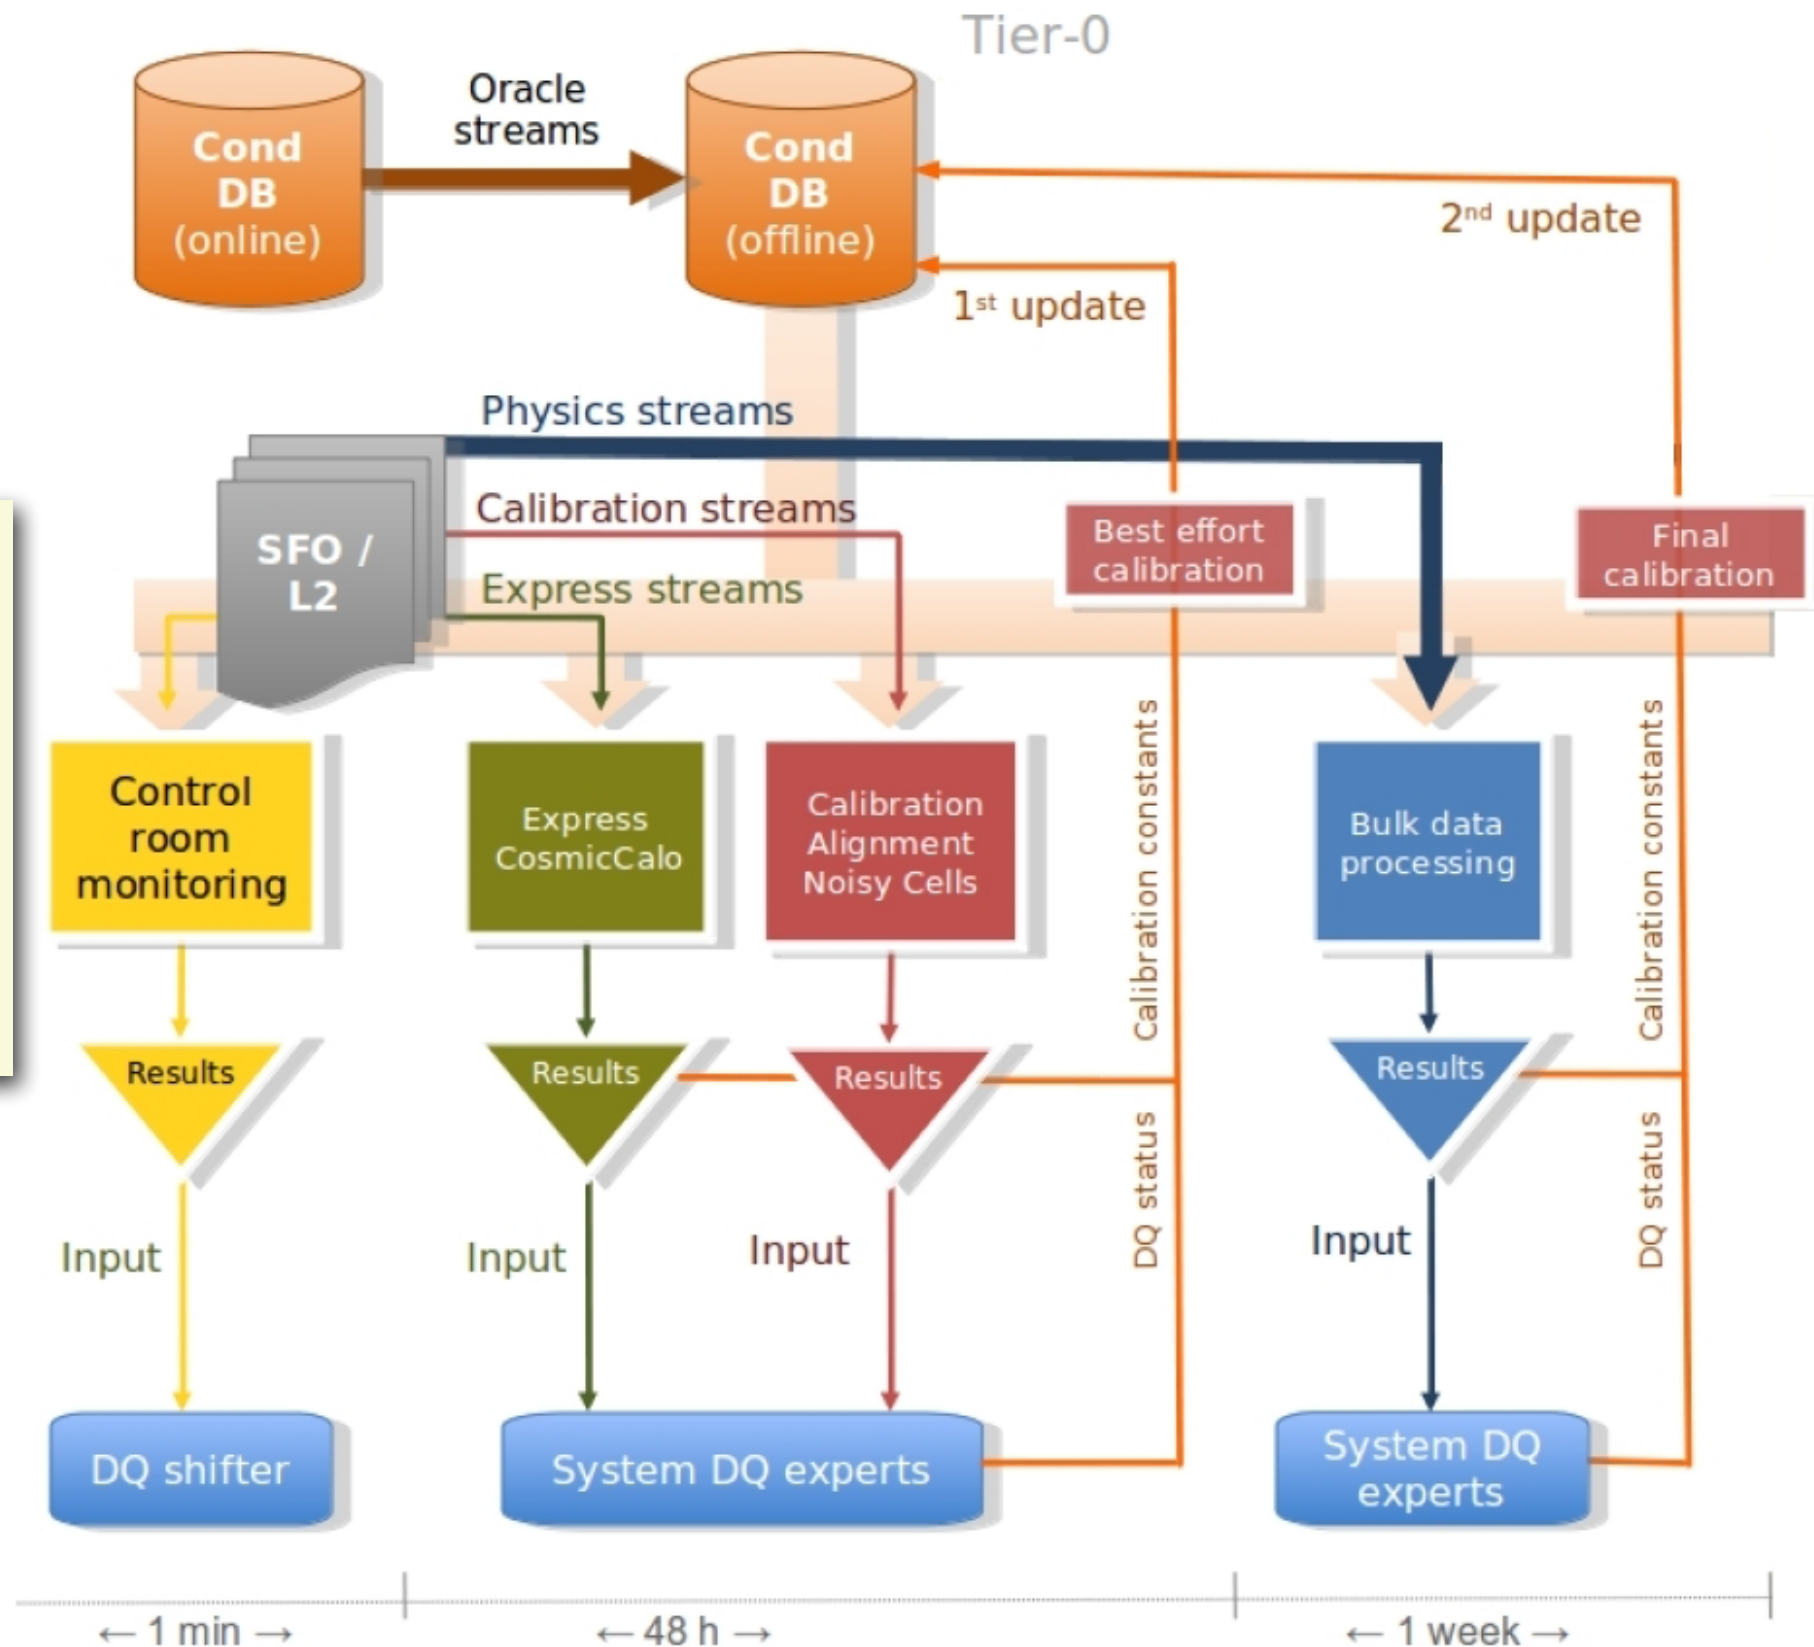 Tier-0
Cond
DB
(online)
Oracle
streams
Cond
DB
(offline)
2nd update
1st update
Physics streams
Calibration streams
Express streams
SFO /
L2
Best effort
calibration
Final
calibration
Control
room
monitoring
Express
CosmicCalo
Calibration
Alignment
Noisy Cells
Calibration constants
Bulk data
processing
Calibration constants
Results
Results
Results
Results
DQ status
DQ status
Input
Input
Input
Input
DQ shifter
System DQ experts
System DQ
experts
← 1 min →
← 48 h →
← 1 week →